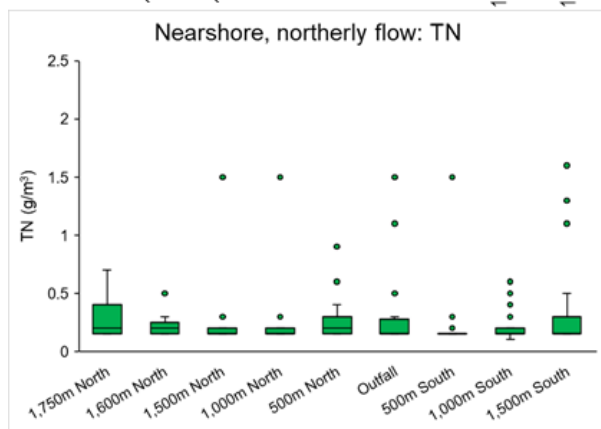 Nearshore, northerly flow: TN
2.5
2
1.5
1
0.5
0
TN (g/m³)
1,750m North
1,600m North
1,500m North
1,000m North
500m North
Outfall
500m South
1,000m South
1,500m South